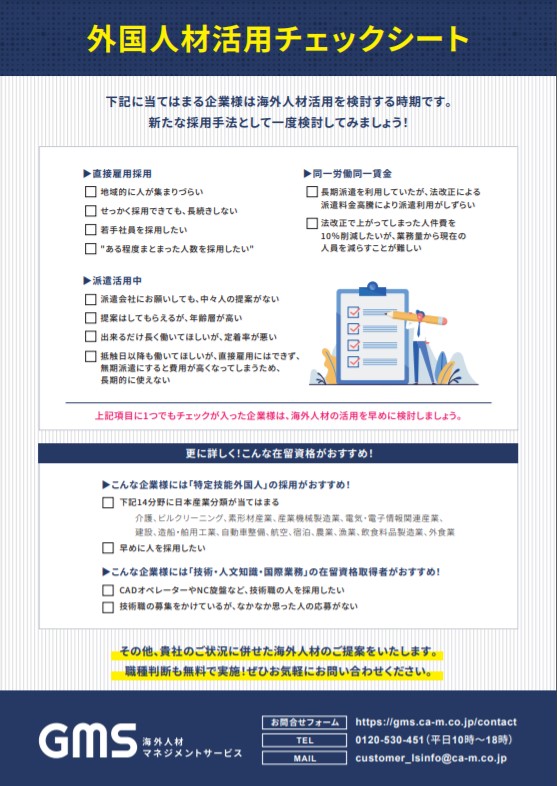 外国人材活用チェックシート
下記に当てはまる企業様は海外人材活用を検討する時期です。
新たな採用手法として一度検討してみましょう！
▶直接雇用採用
地域的に人が集まりづらい
せっかく採用できても、長続きしない
若手社員を採用したい
"ある程度まとまった人数を採用したい"
▶派遣活用中
派遣会社にお願いしても、中々人の提案がない
提案はしてもらえるが、年齢層が高い
出来るだけ長く働いてほしいが、定着率が悪い
抵触日以降も働いてほしいが、直接雇用にはできず、
無期派遣にすると費用が高くなってしまうため、
長期的に使えない
▶同一労働同一賃金
長期派遣を利用していたが、法改正による
派遣料金高騰により派遣利用がしずらい
法改正で上がってしまった人件費を
10%削減したいが、業務量から現在の
人員を減らすことが難しい
上記項目に1つでもチェックが入った企業様は、海外人材の活用を早めに検討しましょう。
更に詳しく！こんな在留資格がおすすめ！
▶こんな企業様には「特定技能外国人」の採用がおすすめ！
下記14分野に日本産業分類が当てはまる
介護、ビルクリーニング、素形材産業、産業機械製造業、電気・電子情報関連産業、
建設、造船・舶用工業、自動車整備、航空、宿泊、農業、漁業、飲食料品製造業、外食業
早めに人を採用したい
▶こんな企業様には「技術・人文知識・国際業務」の在留資格取得者がおすすめ！
CADオペレーターやNC旋盤など、技術職の人を採用したい
技術職の募集をかけているが、なかなか思った人の応募がない
その他、貴社のご状況に併せた海外人材のご提案をいたします。
職種判断も無料で実施！ぜひお気軽にお問い合わせください。
GMS 海外人材
マネジメントサービス
お問合せフォーム https://gms.ca-m.co.jp/contact
TEL 0120-530-451（平日10時〜18時）
MAIL customer_lsinfo@ca-m.co.jp